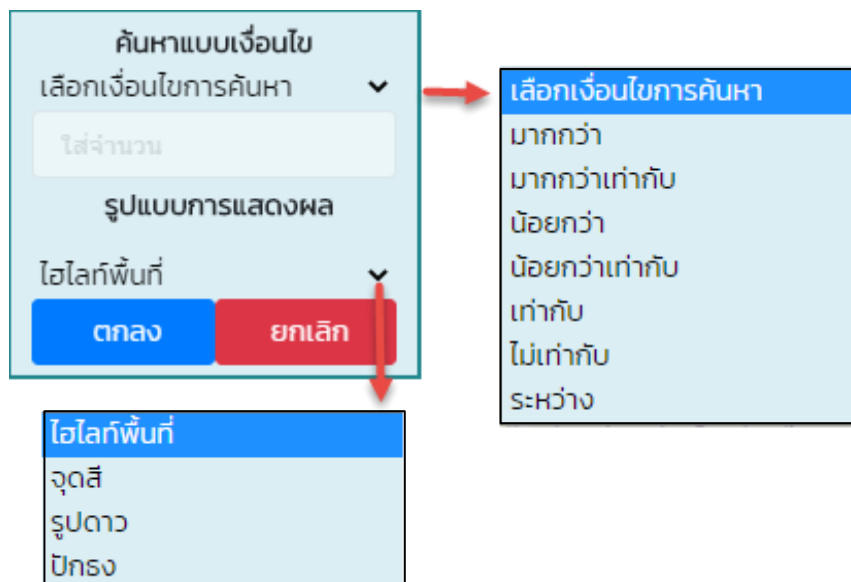 ค้นหาแบบเงื่อนไข
เลือกเงื่อนไขการค้นหา
ใส่จำนวน
รูปแบบการแสดงผล
ไฮไลท์พื้นที่
ตกลง
ยกเลิก
เลือกเงื่อนไขการค้นหา
มากกว่า
มากกว่าเท่ากับ
น้อยกว่า
น้อยกว่าเท่ากับ
เท่ากับ
ไม่เท่ากับ
ระหว่าง
ไฮไลท์พื้นที่
จุดสี
รูปดาว
ปักธง